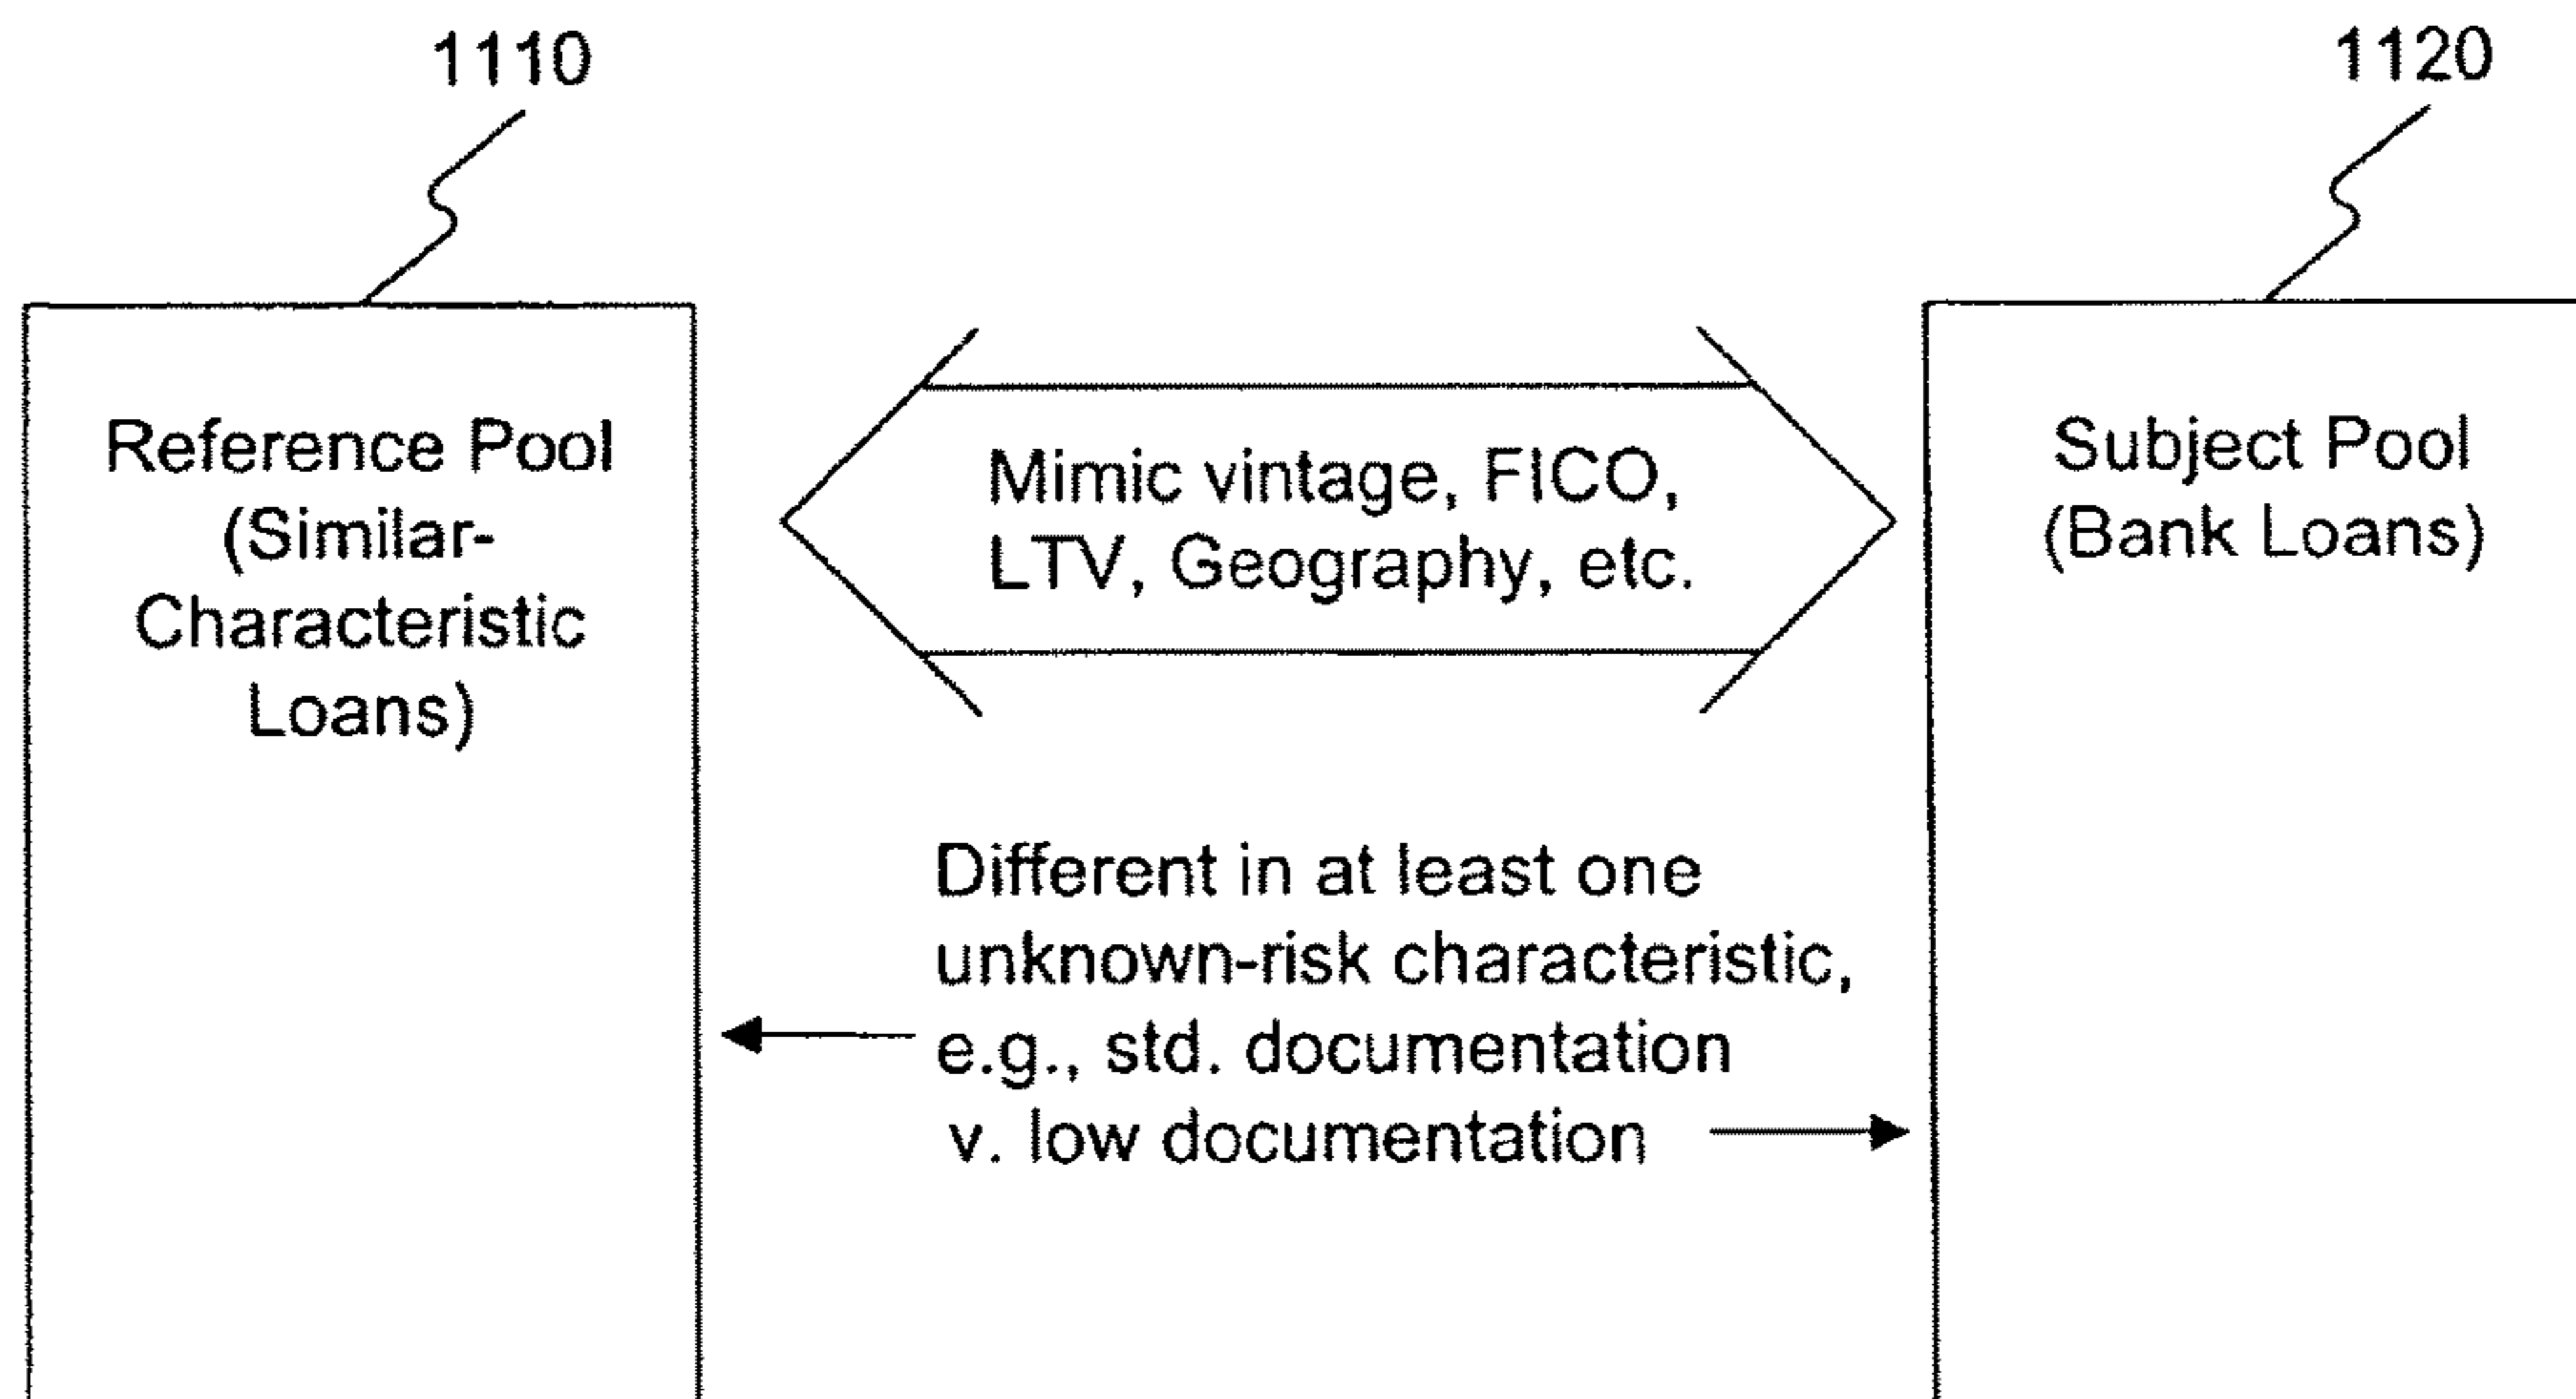 1110
1120
Reference Pool
(Similar-
Characteristic
Loans)
Mimic vintage, FICO,
LTV, Geography, etc.
Subject Pool
(Bank Loans)
Different in at least one
unknown-risk characteristic,
e.g., std. documentation
v. low documentation